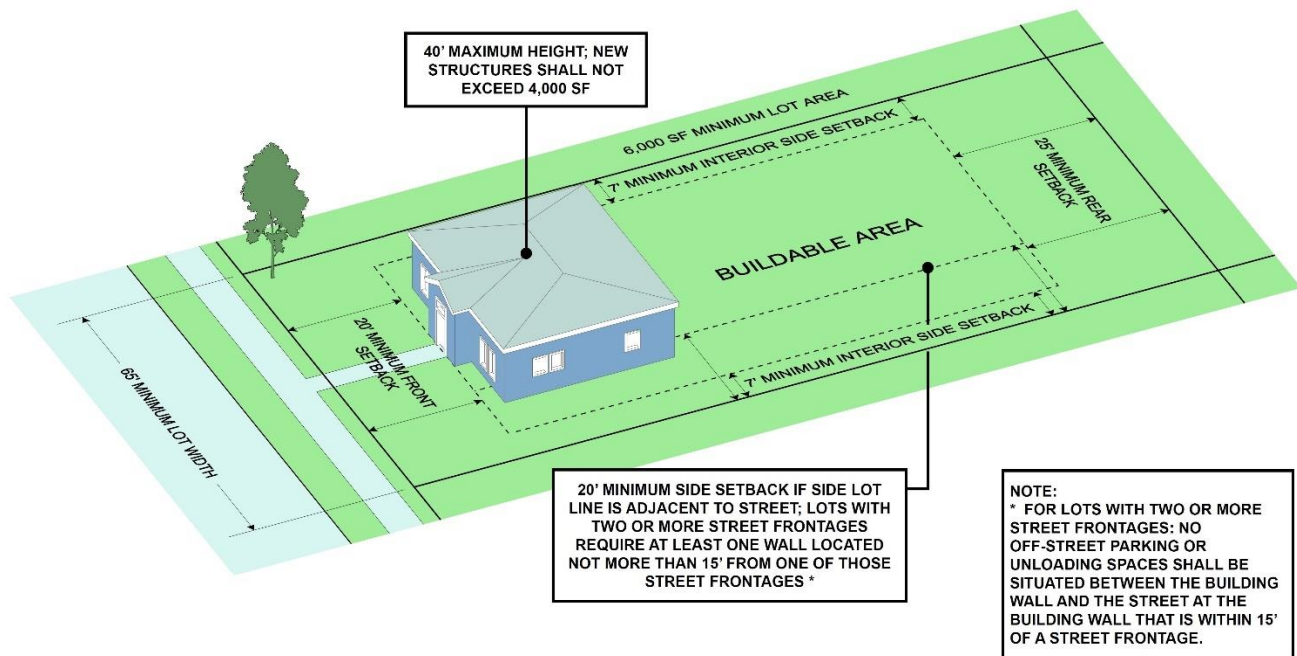 40' MAXIMUM HEIGHT; NEW
STRUCTURES SHALL NOT
EXCEED 4,000 SF
6,000 SF MINIMUM LOT AREA
7' MINIMUM INTERIOR SIDE SETBACK
25' MINIMUM REAR
SETBACK
BUILDABLE AREA
20' MINIMUM FRONT
SETBACK
65' MINIMUM LOT WIDTH
7' MINIMUM INTERIOR SIDE SETBACK
20' MINIMUM SIDE SETBACK IF SIDE LOT
LINE IS ADJACENT TO STREET; LOTS WITH
TWO OR MORE STREET FRONTAGES
REQUIRE AT LEAST ONE WALL LOCATED
NOT MORE THAN 15' FROM ONE OF THOSE
STREET FRONTAGES *
NOTE:
* FOR LOTS WITH TWO OR MORE
STREET FRONTAGES: NO
OFF-STREET PARKING OR
UNLOADING SPACES SHALL BE
SITUATED BETWEEN THE BUILDING
WALL AND THE STREET AT THE
BUILDING WALL THAT IS WITHIN 15'
OF A STREET FRONTAGE.